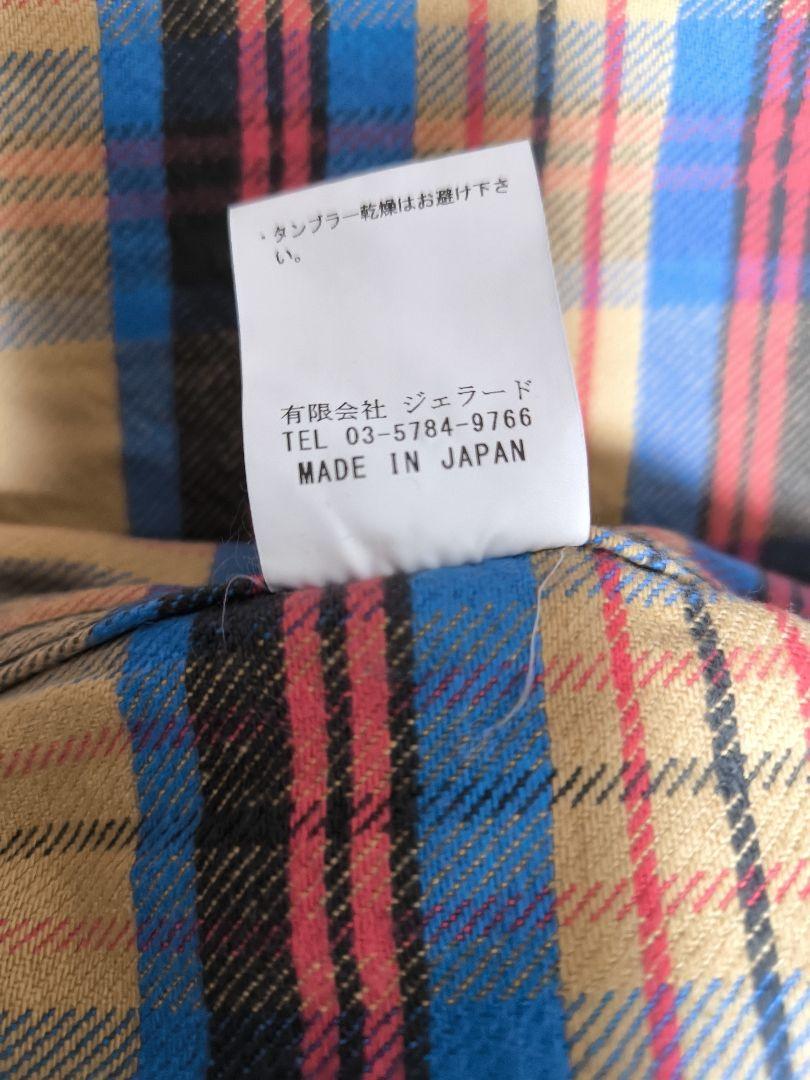 ・タンブラー乾燥はお避け下さ
い。
有限会社 ジェラード
TEL 03-5784-9766
MADE IN JAPAN